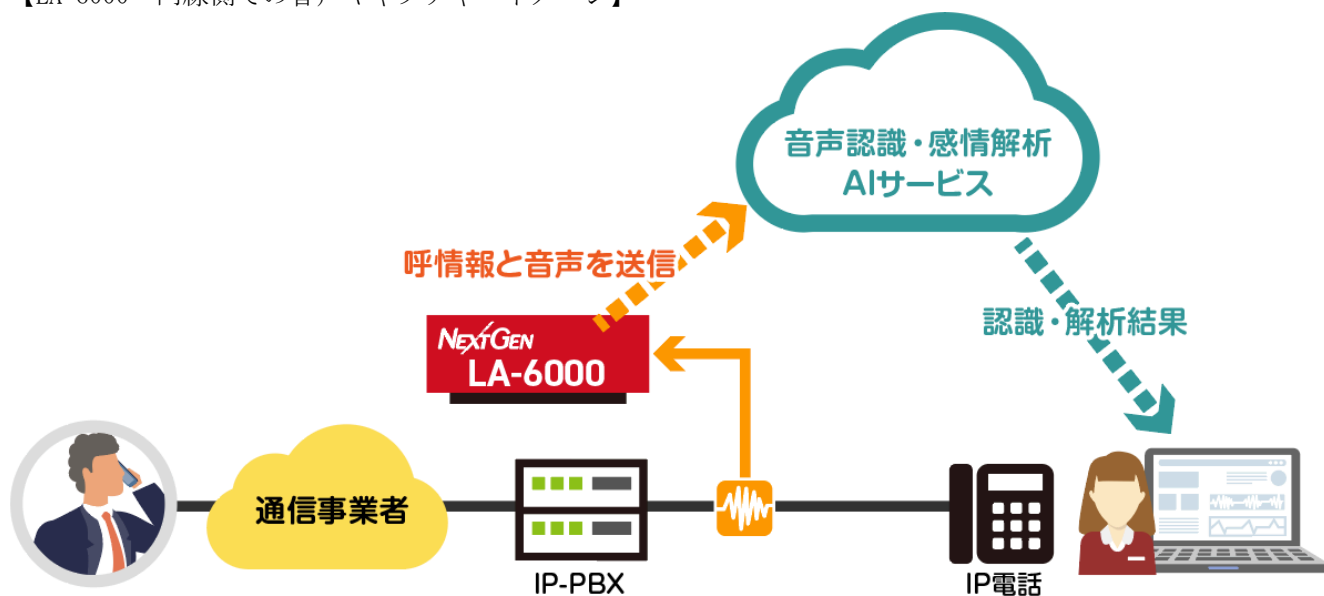 音声認識・感情解析
AIサービス
呼情報と音声を送信
認識・解析結果
NEXTGEN
LA-6000
通信事業者
IP-PBX
IP電話